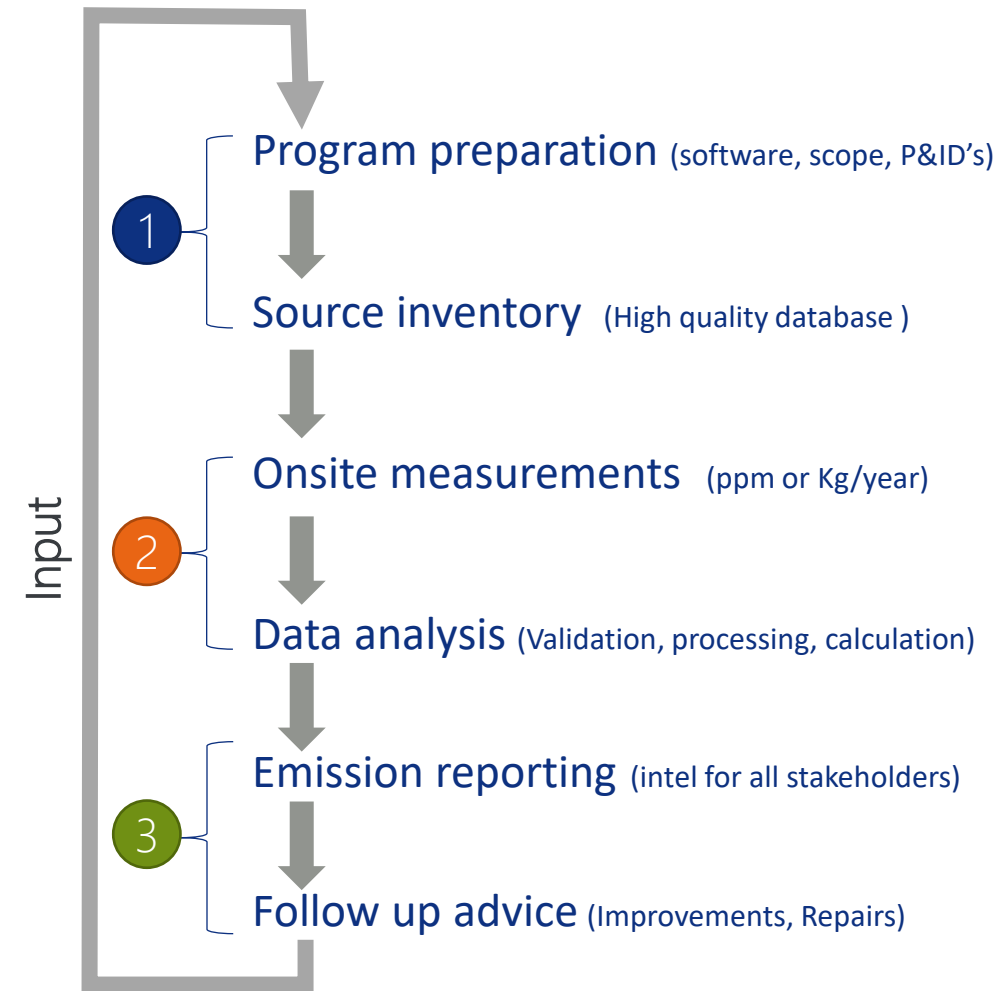 1
Program preparation (software, scope, P&ID’s)
Source inventory (High quality database )
Input
2
Onsite measurements (ppm or Kg/year)
Data analysis (Validation, processing, calculation)
3
Emission reporting (intel for all stakeholders)
Follow up advice (Improvements, Repairs)